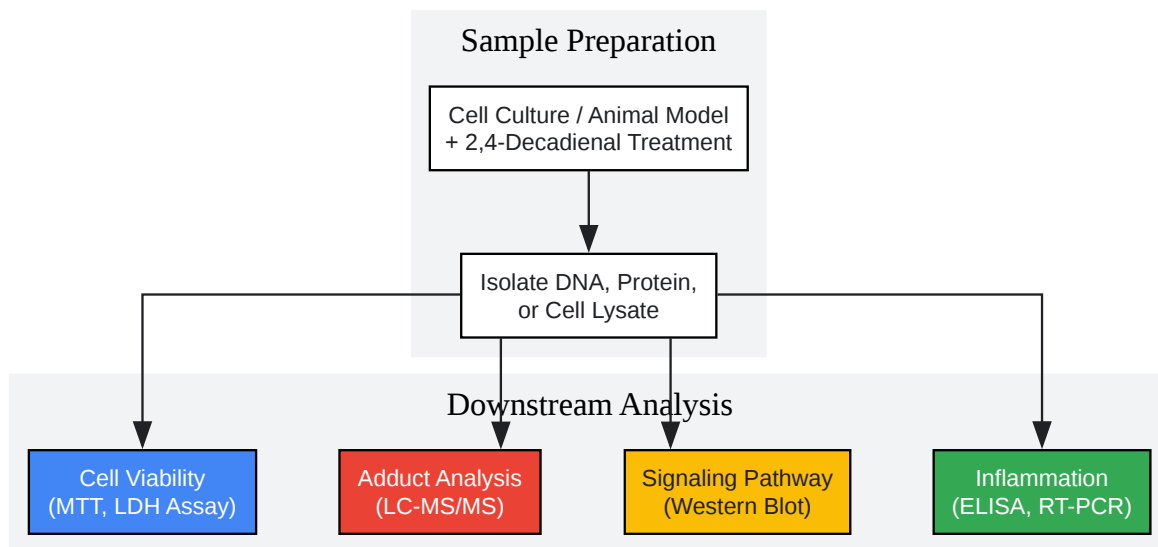 Sample Preparation
Cell Culture / Animal Model
+ 2,4-Decadienal Treatment
Isolate DNA, Protein,
or Cell Lysate
Downstream Analysis
Cell Viability
(MTT, LDH Assay)
Adduct Analysis
(LC-MS/MS)
Signaling Pathway
(Western Blot)
Inflammation
(ELISA, RT-PCR)